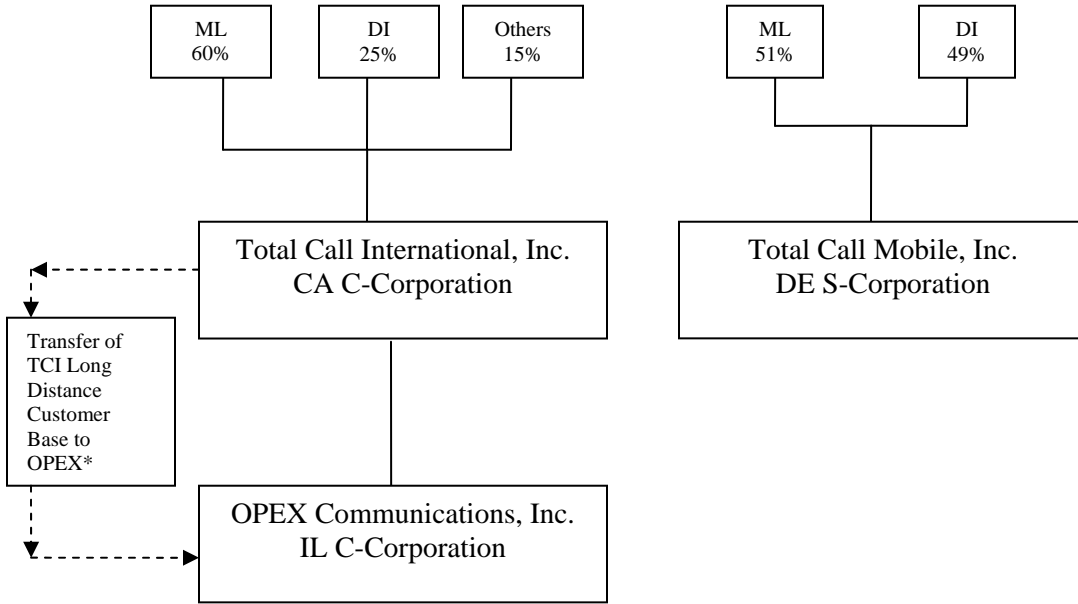 ML
60%
DI
25%
Others
15%
ML
51%
DI
49%
Total Call International, Inc.
CA C-Corporation
Total Call Mobile, Inc.
DE S-Corporation
Transfer of
TCI Long
Distance
Customer
Base to
OPEX*
OPEX Communications, Inc.
IL C-Corporation